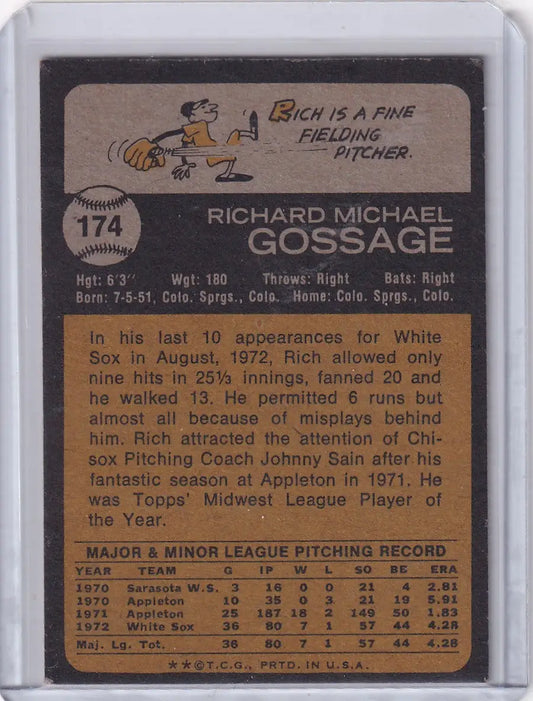 RICH IS A FINE
FIELDING
PITCHER.
174
RICHARD MICHAEL
GOSSAGE
Hgt: 6'3" Wgt: 180 Throws: Right Bats: Right
Born: 7-5-51, Colo. Sprgs., Colo. Home: Colo. Sprgs., Colo.
In his last 10 appearances for White
Sox in August, 1972, Rich allowed only
nine hits in 25⅓ innings, fanned 20 and
he walked 13. He permitted 6 runs but
almost all because of misplays behind
him. Rich attracted the attention of Chi-
sox Pitching Coach Johnny Sain after his
fantastic season at Appleton in 1971. He
was Topps' Midwest League Player of
the Year.
MAJOR & MINOR LEAGUE PITCHING RECORD
YEAR TEAM G IP W L SO BE ERA
1970 Sarasota W.S. 3 16 0 0 21 4 2.81
1970 Appleton 10 35 0 3 21 19 5.91
1971 Appleton 25 187 18 2 149 50 1.83
1972 White Sox 36 80 7 1 57 44 4.28
Maj. Lg. Tot. 36 80 7 1 57 44 4.28
**©T.C.G., PRTD. IN U.S.A.